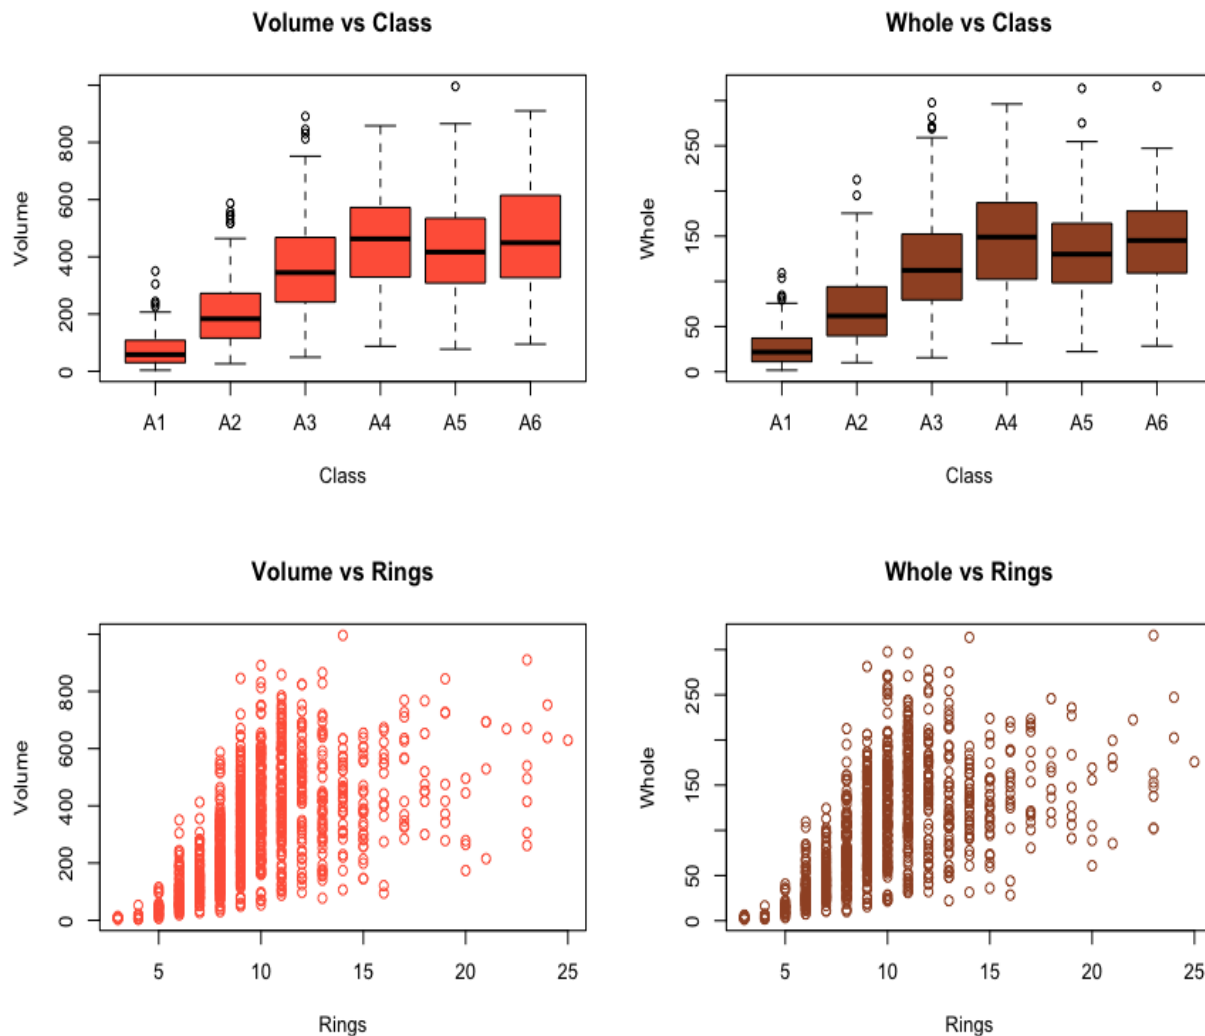 Volume vs Class
Whole vs Class
Volume
0 200 400 600 800
A1 A2 A3 A4 A5 A6
Class
Whole
0 50 150 250
A1 A2 A3 A4 A5 A6
Class
Volume vs Rings
Whole vs Rings
Volume
0 200 400 600 800
5 10 15 20 25
Rings
Whole
0 50 150 250
5 10 15 20 25
Rings